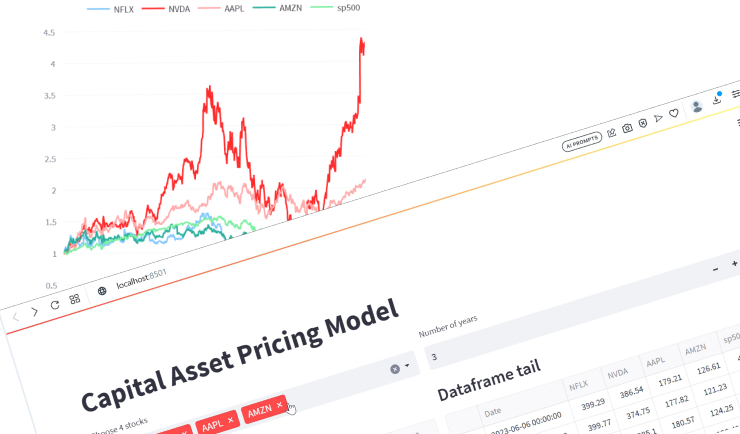 NFLX NVDA AAPL AMZN sp500
4.5
4
3.5
3
2.5
2
1.5
1
0.5
AI PROMPTS
localhost:8501
Capital Asset Pricing Model
Choose 4 stocks
AAPL × AMZN ×
Number of years
3
- +
Dataframe tail
Date NFLX NVDA AAPL AMZN sp500
2023-06-06 00:00:00 399.29 386.54 179.21 126.61
399.77 374.75 177.82 121.23
180.57 124.25